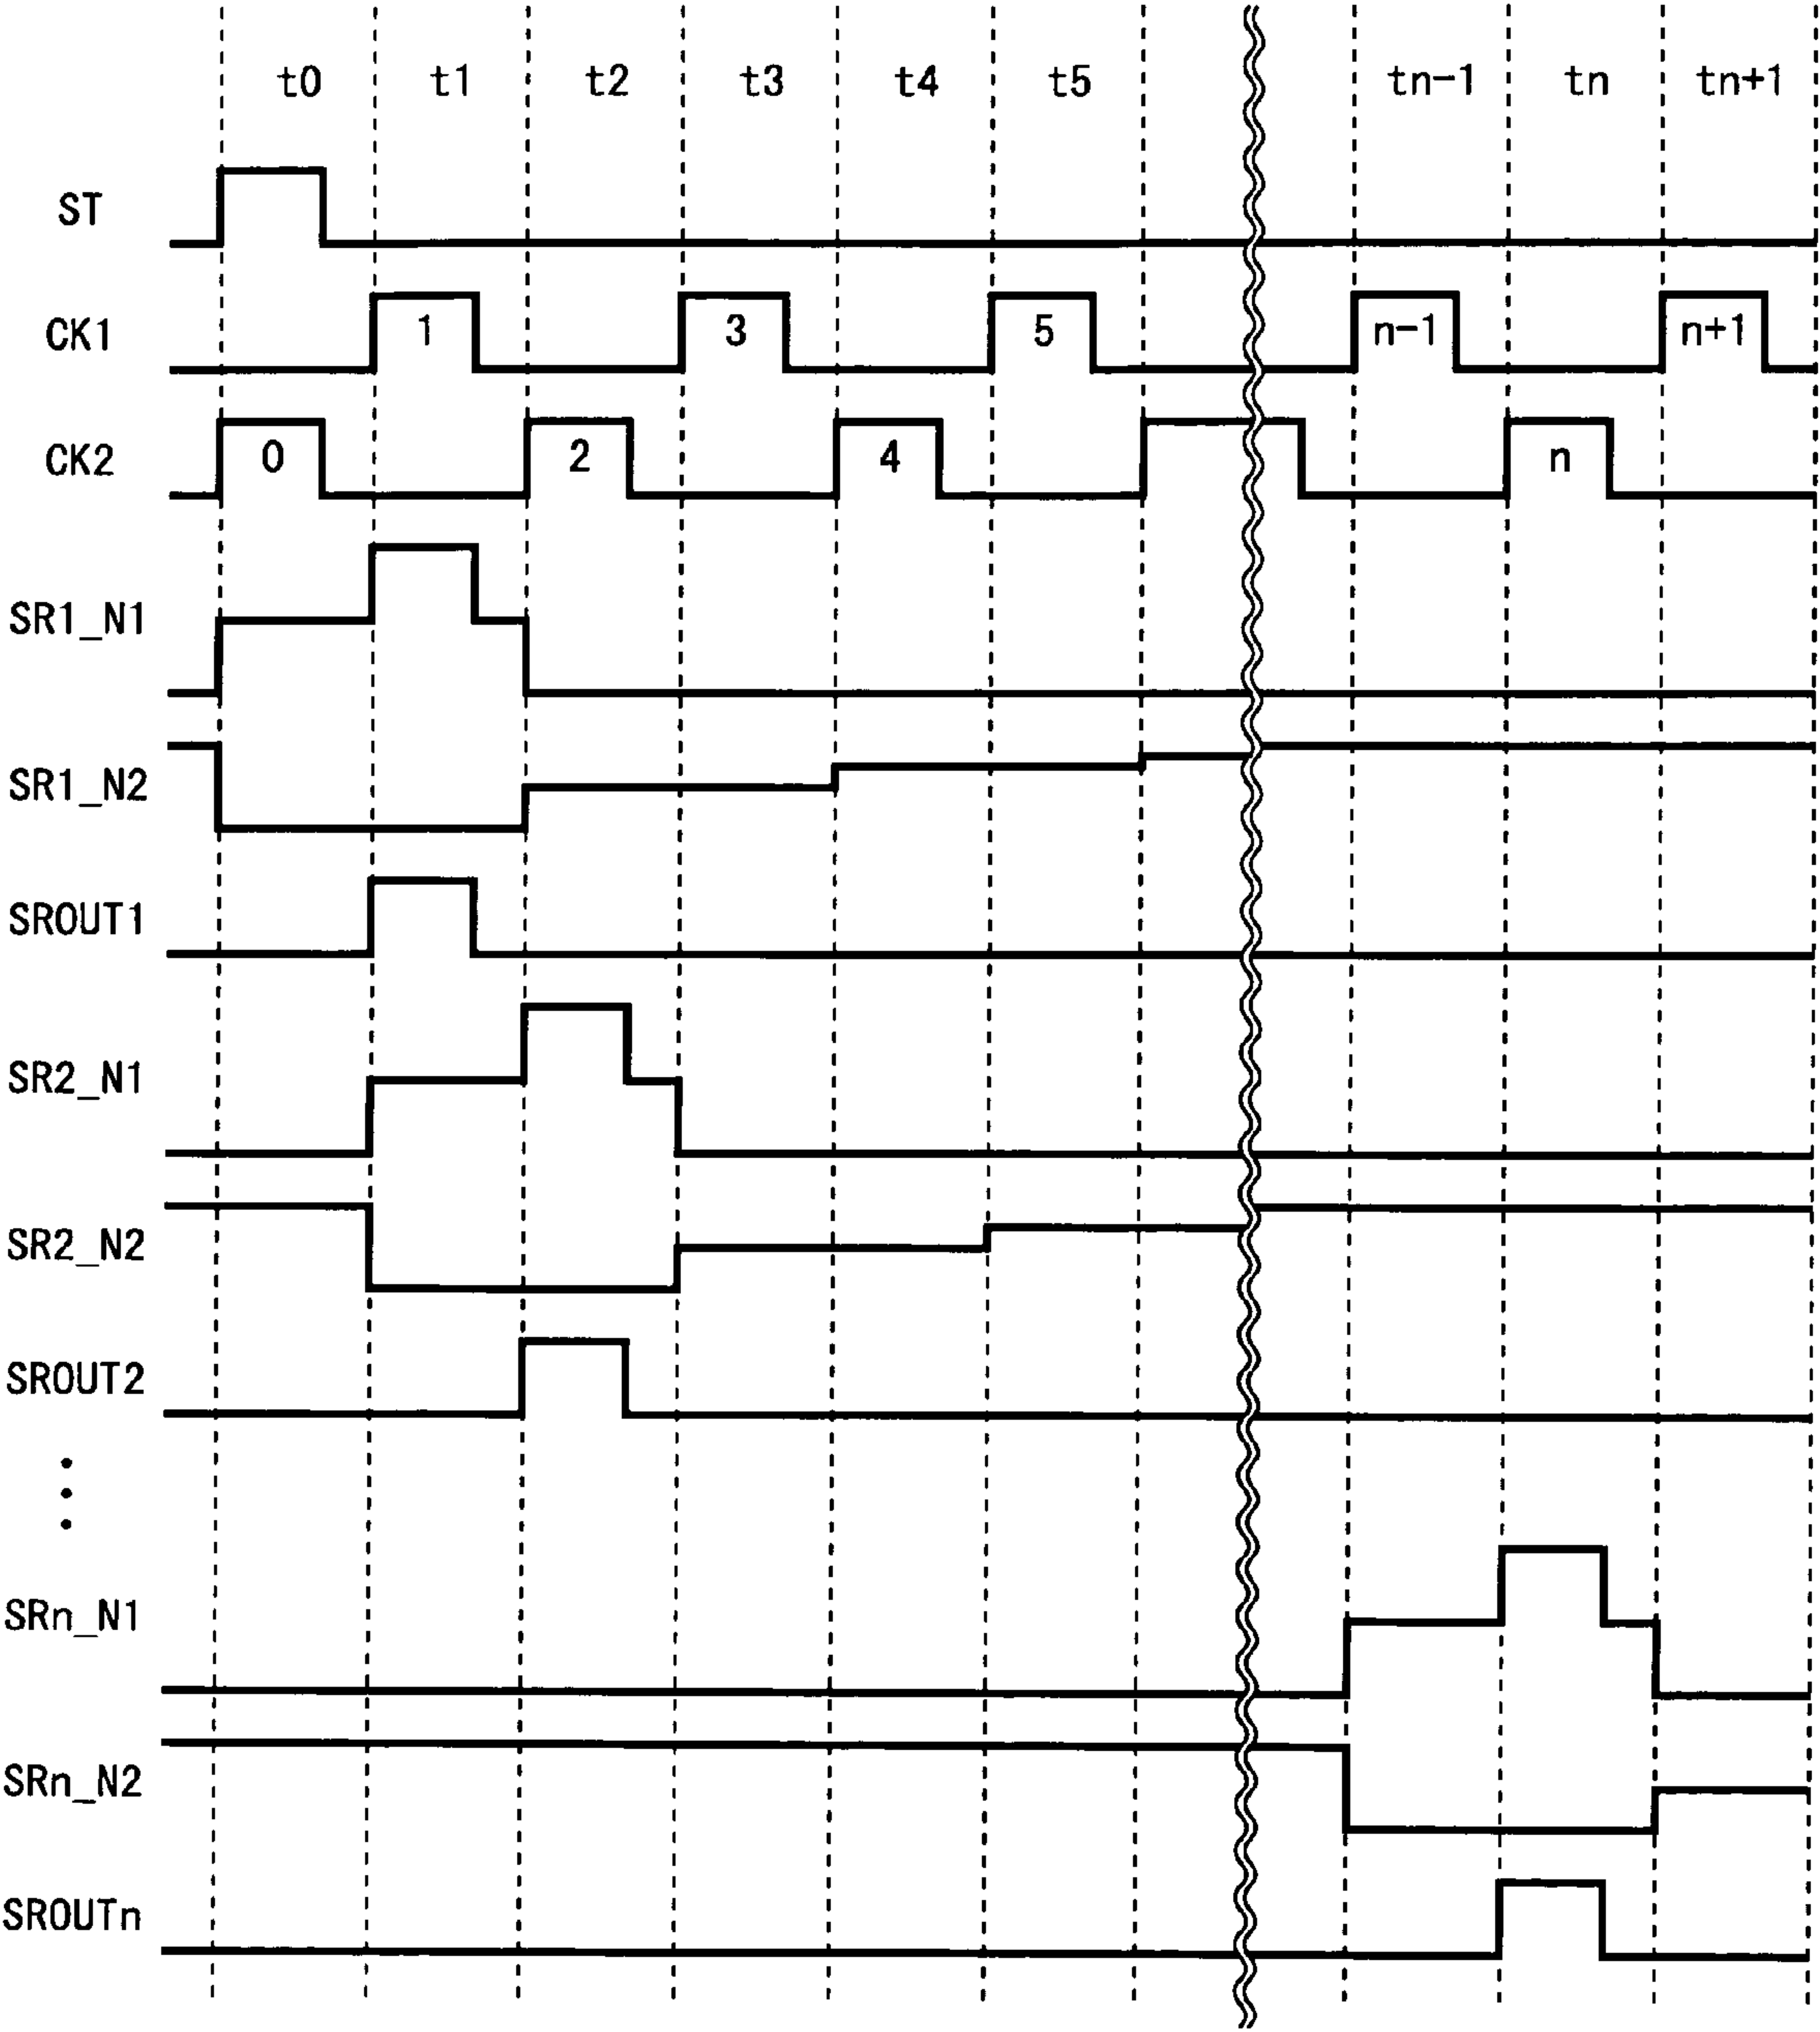 t0 t1 t2 t3 t4 t5 tn-1 tn tn+1
ST
CK1 1 3 5 n-1 n+1
CK2 0 2 4 n
SR1_N1
SR1_N2
SROUT1
SR2_N1
SR2_N2
SROUT2
SRn_N1
SRn_N2
SROUTn